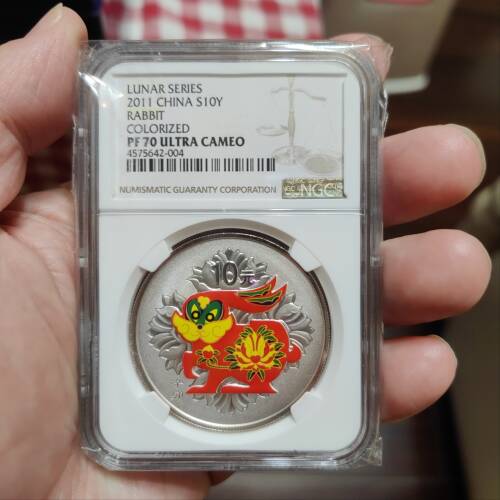 LUNAR SERIES
2011 CHINA S10Y
RABBIT
COLORIZED
PF 70 ULTRA CAMEO
4575642-004
NUMISMATIC GUARANTY CORPORATION
NGC
10元